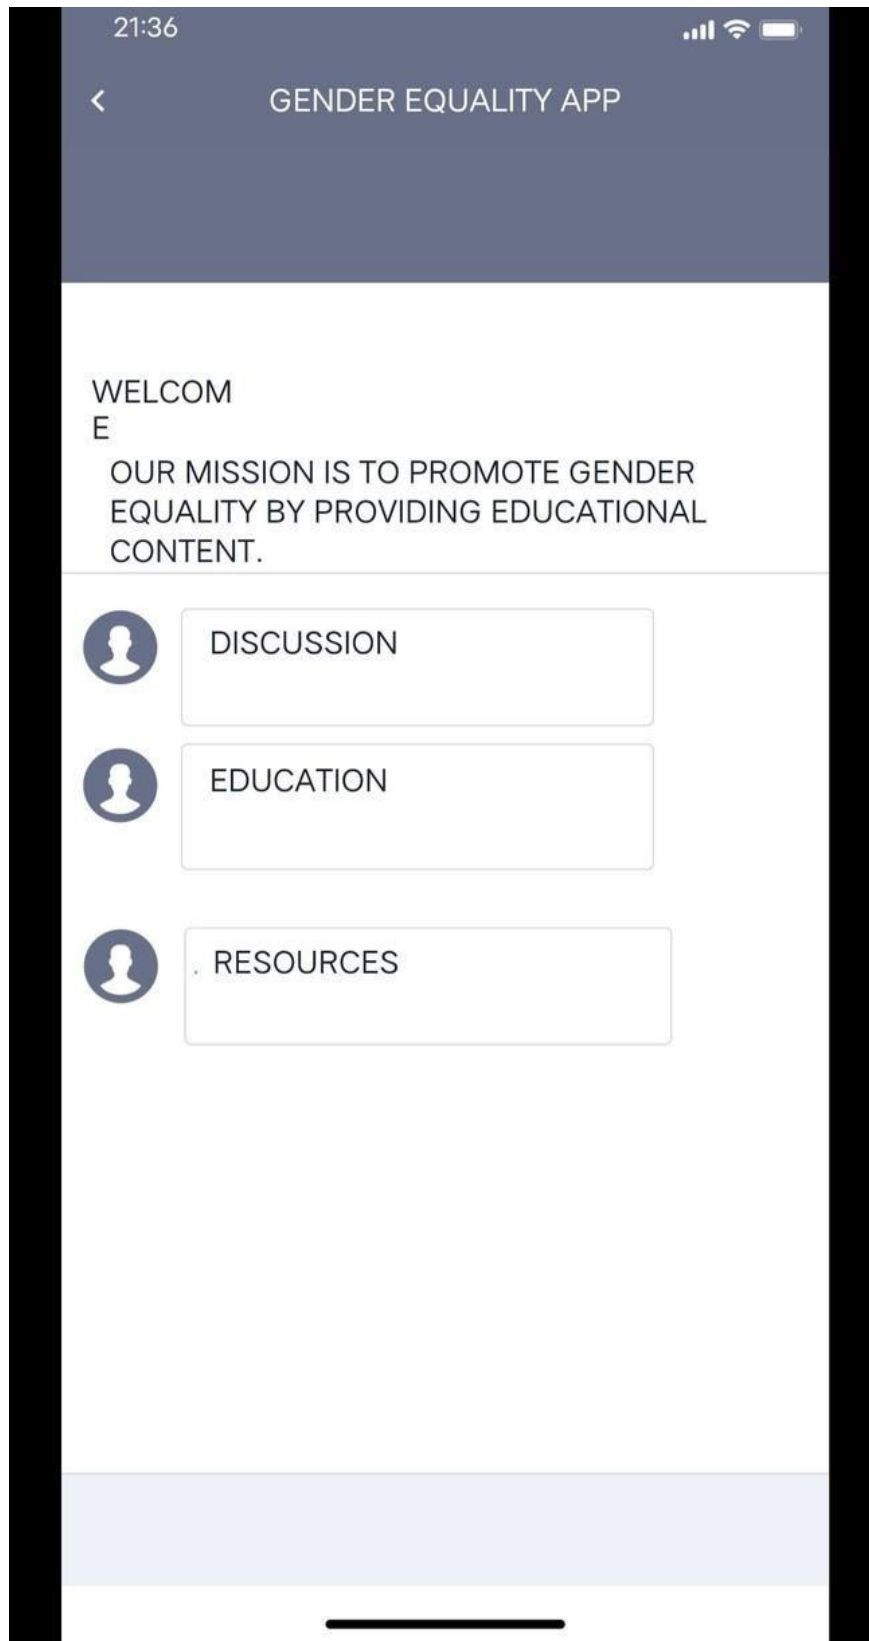 21:36
GENDER EQUALITY APP
WELCOM
E
OUR MISSION IS TO PROMOTE GENDER
EQUALITY BY PROVIDING EDUCATIONAL
CONTENT.
DISCUSSION
EDUCATION
. RESOURCES